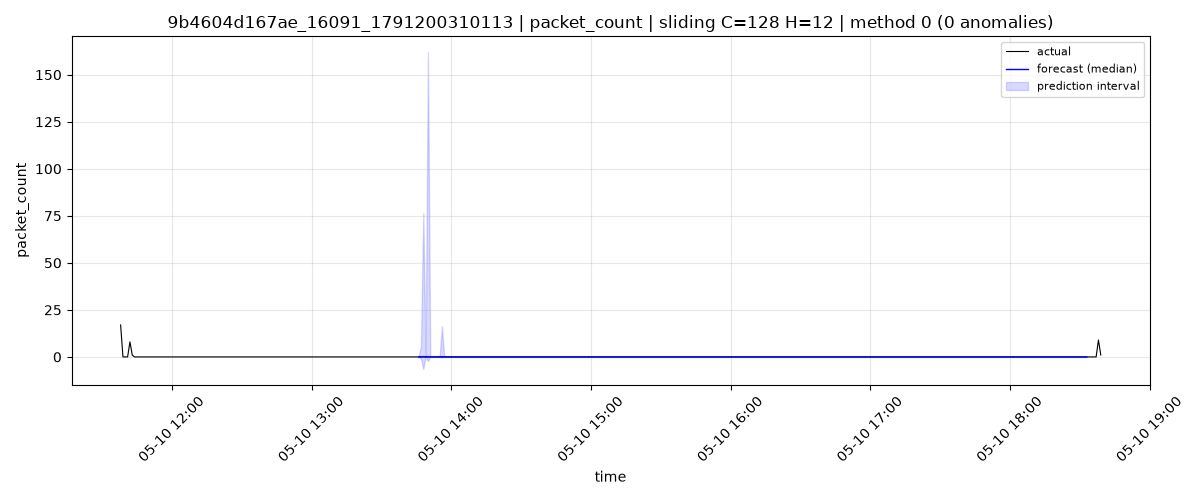 9b4604d167ae_16091_1791200310113 | packet_count | sliding C=128 H=12 | method 0 (0 anomalies)
actual
forecast (median)
prediction interval
packet_count
150
125
100
75
50
25
0
05-10 12:00
05-10 13:00
05-10 14:00
05-10 15:00
05-10 16:00
05-10 17:00
05-10 18:00
05-10 19:00
time